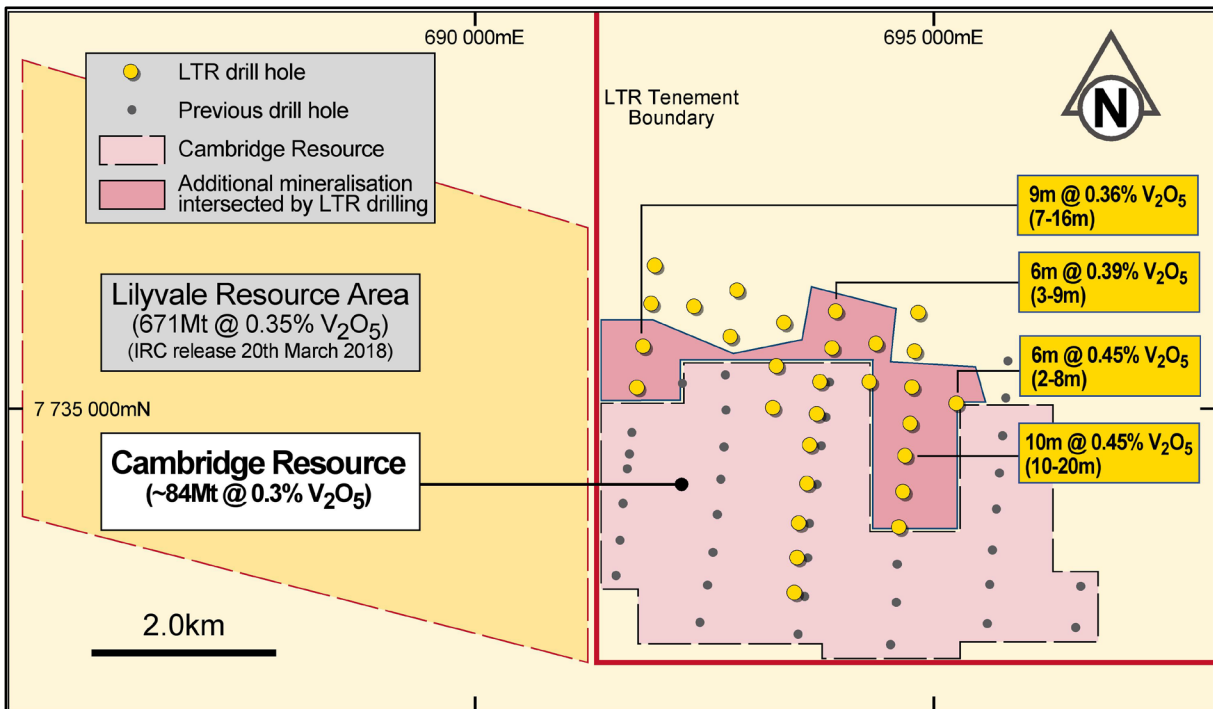 690 000mE
695 000mE
LTR drill hole
Previous drill hole
Cambridge Resource
Additional mineralisation
intersected by LTR drilling
LTR Tenement
Boundary
N
9m @ 0.36% V₂O₅
(7-16m)
6m @ 0.39% V₂O₅
(3-9m)
6m @ 0.45% V₂O₅
(2-8m)
10m @ 0.45% V₂O₅
(10-20m)
Lilyvale Resource Area
(671Mt @ 0.35% V₂O₅)
(IRC release 20th March 2018)
7 735 000mN
Cambridge Resource
(~84Mt @ 0.3% V₂O₅)
2.0km